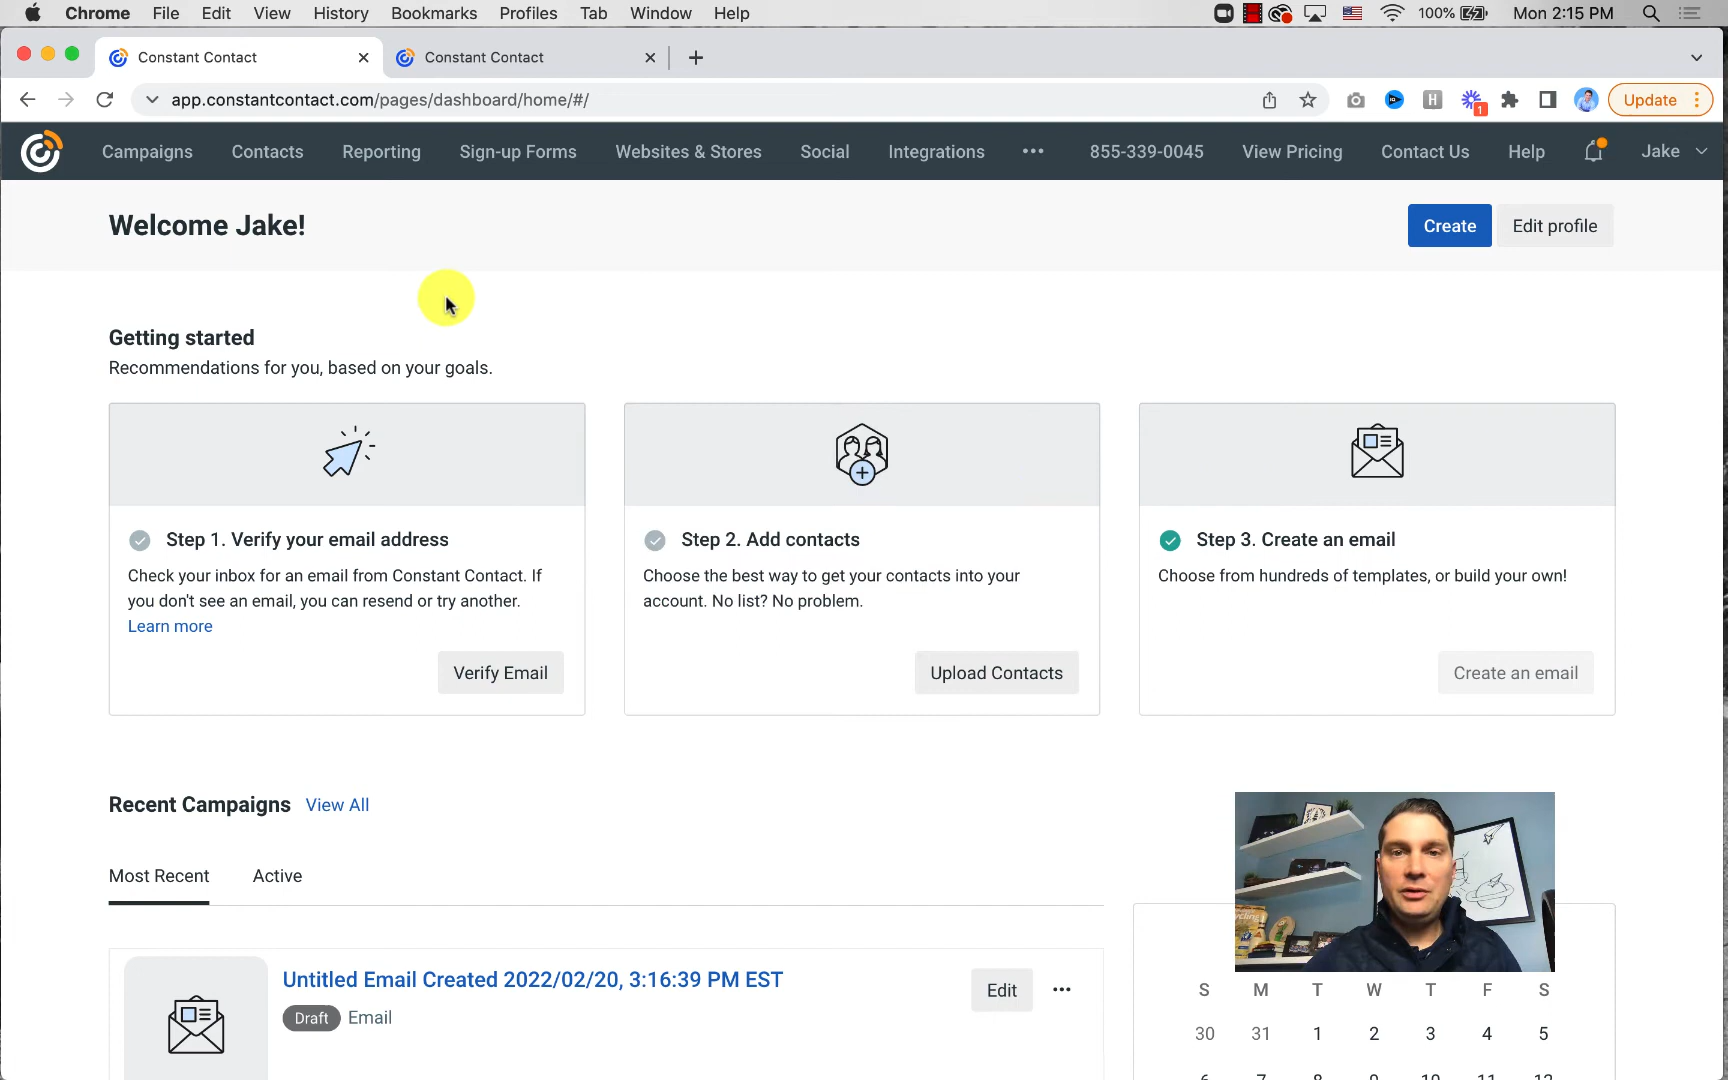 Chrome File Edit View History Bookmarks Profiles Tab Window Help 100% Mon 2:15 PM
Constant Contact Constant Contact
app.constantcontact.com/pages/dashboard/home/#/ H 1 Update
Campaigns Contacts Reporting Sign-up Forms Websites & Stores Social Integrations 855-339-0045 View Pricing Contact Us Help Jake
Welcome Jake!
Create Edit profile
Getting started
Recommendations for you, based on your goals.
Step 1. Verify your email address
Check your inbox for an email from Constant Contact. If
you don't see an email, you can resend or try another.
Learn more
Verify Email
Step 2. Add contacts
Choose the best way to get your contacts into your
account. No list? No problem.
Upload Contacts
Step 3. Create an email
Choose from hundreds of templates, or build your own!
Create an email
Recent Campaigns View All
Most Recent Active
Untitled Email Created 2022/02/20, 3:16:39 PM EST
Draft Email
Edit
S M T W T F S
30 31 1 2 3 4 5